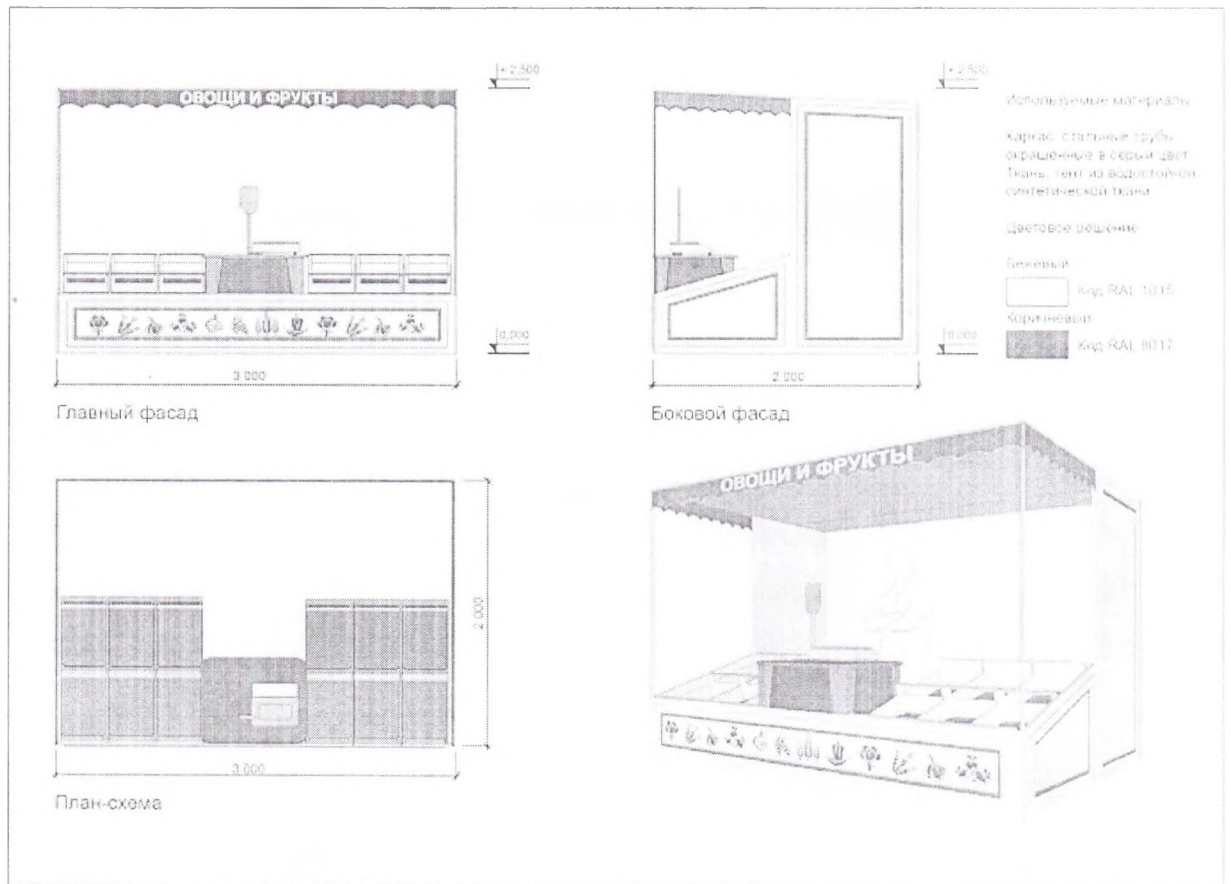 + 2,500
ОВОЩИ И ФРУКТЫ
0,000
3 000
Главный фасад
+ 2,500
0,000
2 000
Боковой фасад
Используемые материалы
Каркас: стальные трубы
окрашенные в серый цвет
Ткань: тент из водостойкой
синтетической ткани
Цветовое решение
Бежевый
Код RAL 1015
Коричневый
Код RAL 8017
2 000
3 000
План-схема
ОВОЩИ И ФРУКТЫ